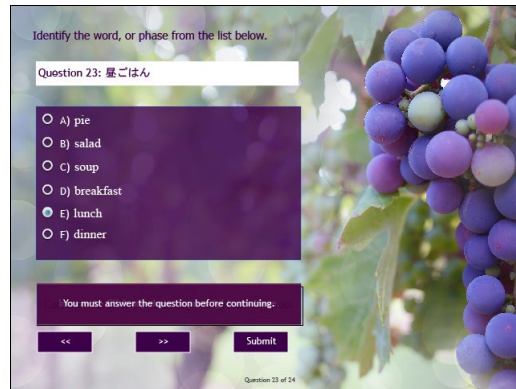 Identify the word, or phase from the list below.
Question 23: 昼ごはん
A) pie
B) salad
C) soup
D) breakfast
E) lunch
F) dinner
You must answer the question before continuing.
<< >> Submit
Question 23 of 24